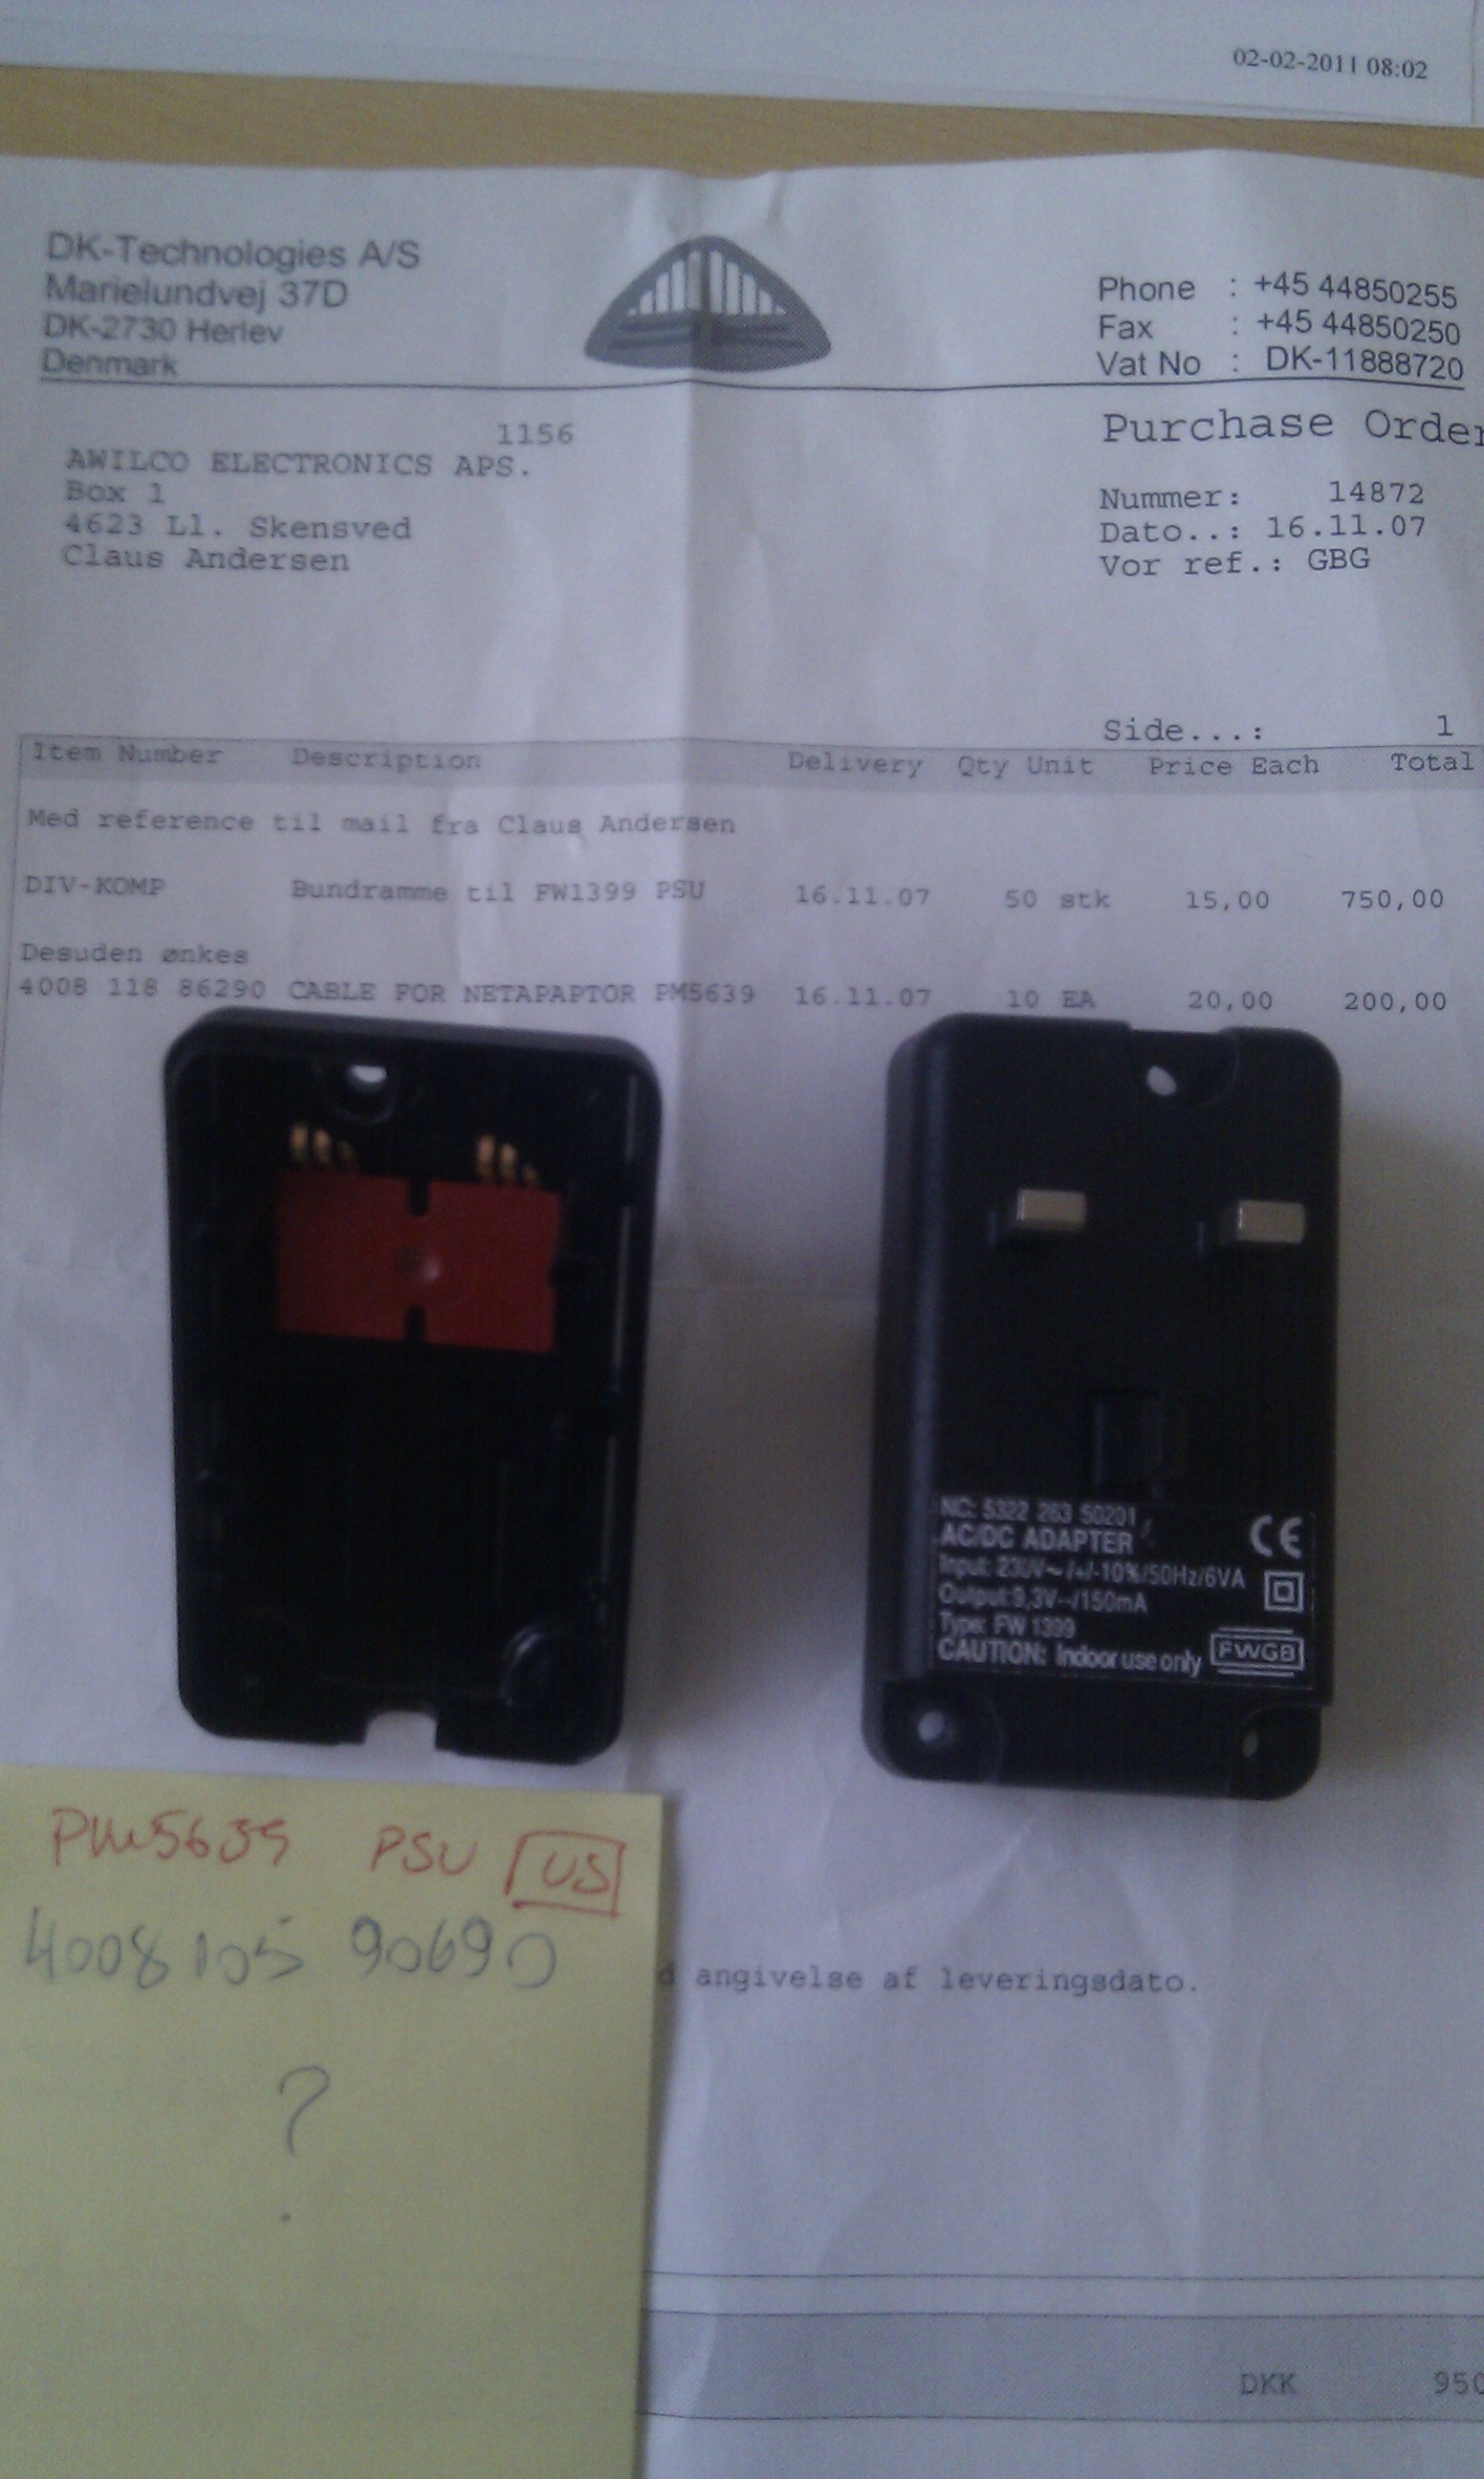 02-02-2011 08:02
DK-Technologies A/S
Marielundvej 37D
DK-2730 Herlev
Denmark
Phone : +45 44850255
Fax : +45 44850250
Vat No : DK-11888720
1156
AWILCO ELECTRONICS APS.
Box 1
4623 Ll. Skensved
Claus Andersen
Purchase Order
Nummer: 14872
Dato..: 16.11.07
Vor ref.: GBG
Side...: 1
Item Number Description Delivery Qty Unit Price Each Total
Med reference til mail fra Claus Andersen
DIV-KOMP Bundramme til FW1399 PSU 16.11.07 50 stk 15,00 750,00
Desuden ønkes
4008 118 86290 CABLE FOR NETAPAPTOR PM5639 16.11.07 10 EA 20,00 200,00
NC: 5322 263 50201
AC/DC ADAPTER
CE
Input: 230V~/+/-10%/50Hz/6VA
Output:9,3V--/150mA
Type: FW 1399
CAUTION: Indoor use only
FWGB
PM5639 PSU US
4008 105 90690
?
d angivelse af leveringsdato.
DKK 950